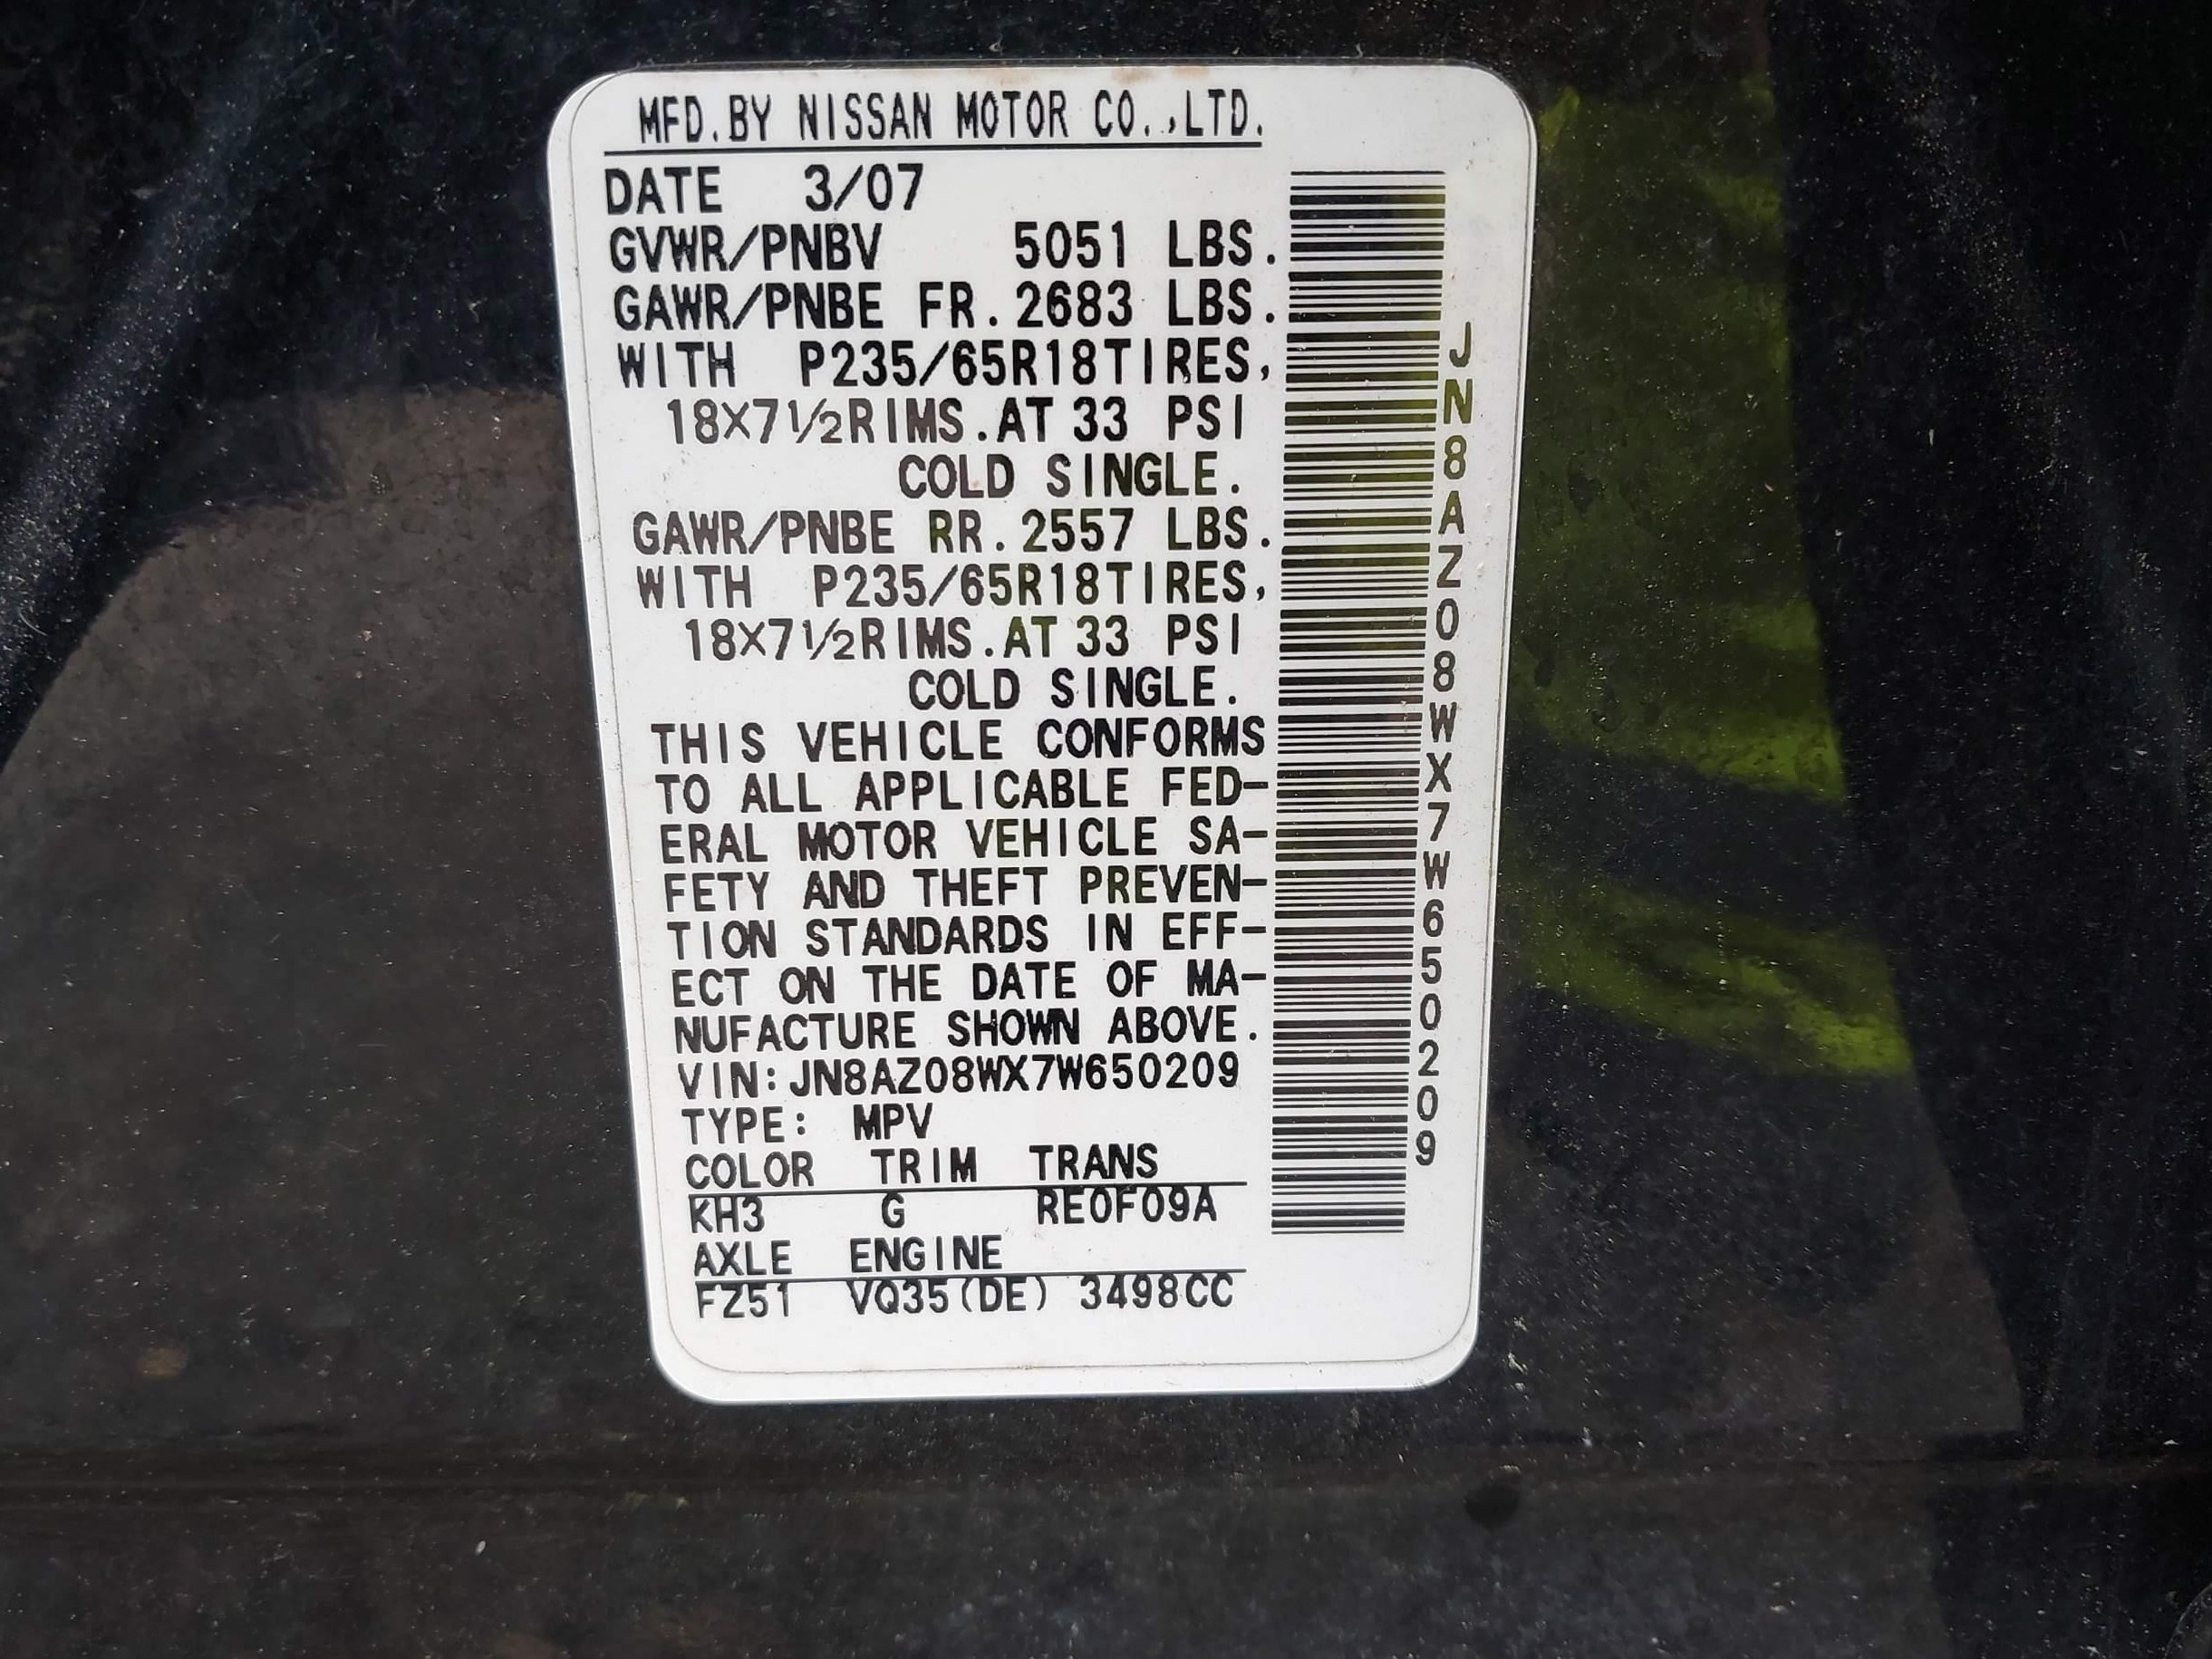 MFD.BY NISSAN MOTOR CO.,LTD.
DATE 3/07
GVWR/PNBV 5051 LBS.
GAWR/PNBE FR.2683 LBS.
WITH P235/65R18TIRES,
18X7½RIMS.AT 33 PSI
COLD SINGLE.
GAWR/PNBE RR.2557 LBS.
WITH P235/65R18TIRES,
18X7½RIMS.AT 33 PSI
COLD SINGLE.
THIS VEHICLE CONFORMS
TO ALL APPLICABLE FED-
ERAL MOTOR VEHICLE SA-
FETY AND THEFT PREVEN-
TION STANDARDS IN EFF-
ECT ON THE DATE OF MA-
NUFACTURE SHOWN ABOVE.
VIN:JN8AZ08WX7W650209
TYPE: MPV
COLOR TRIM TRANS
KH3 G RE0F09A
AXLE ENGINE
FZ51 VQ35(DE) 3498CC
JN8AZ08WX7W650209